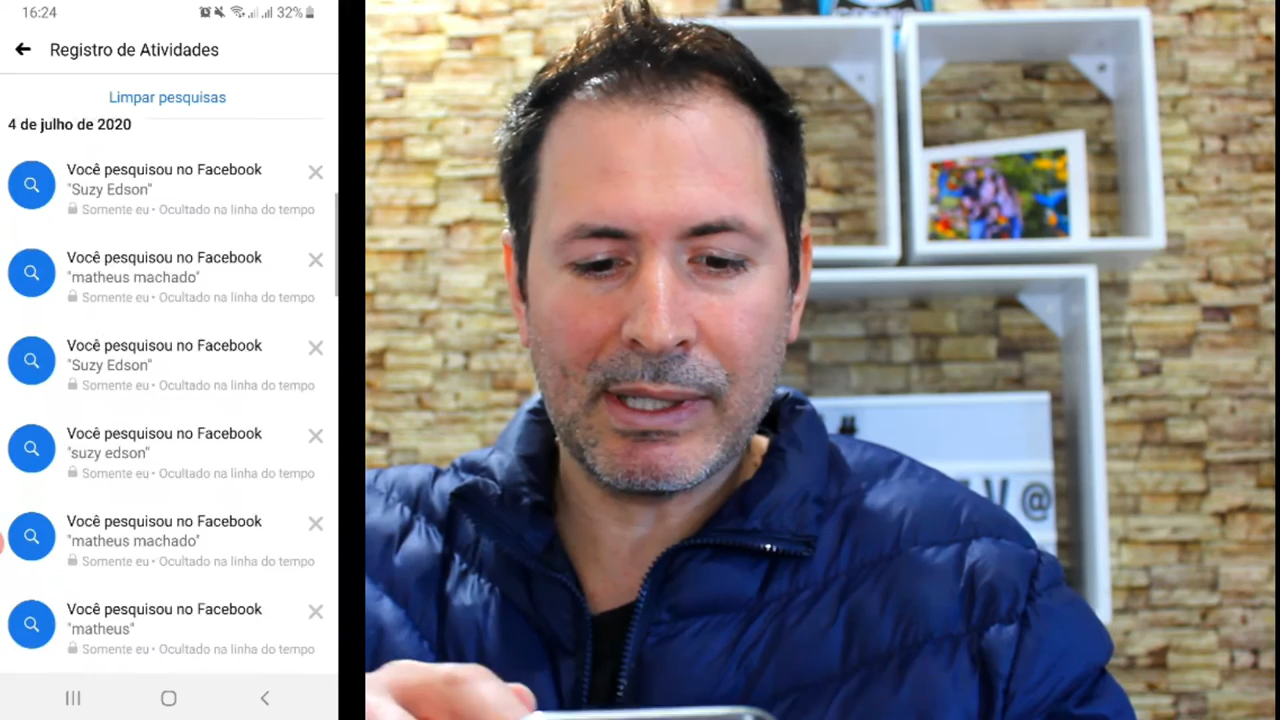 16:24
32%
Registro de Atividades
Limpar pesquisas
4 de julho de 2020
Você pesquisou no Facebook
"Suzy Edson"
Somente eu • Ocultado na linha do tempo
Você pesquisou no Facebook
"matheus machado"
Somente eu • Ocultado na linha do tempo
Você pesquisou no Facebook
"Suzy Edson"
Somente eu • Ocultado na linha do tempo
Você pesquisou no Facebook
"suzy edson"
Somente eu • Ocultado na linha do tempo
Você pesquisou no Facebook
"matheus machado"
Somente eu • Ocultado na linha do tempo
Você pesquisou no Facebook
"matheus"
Somente eu • Ocultado na linha do tempo
#
V @